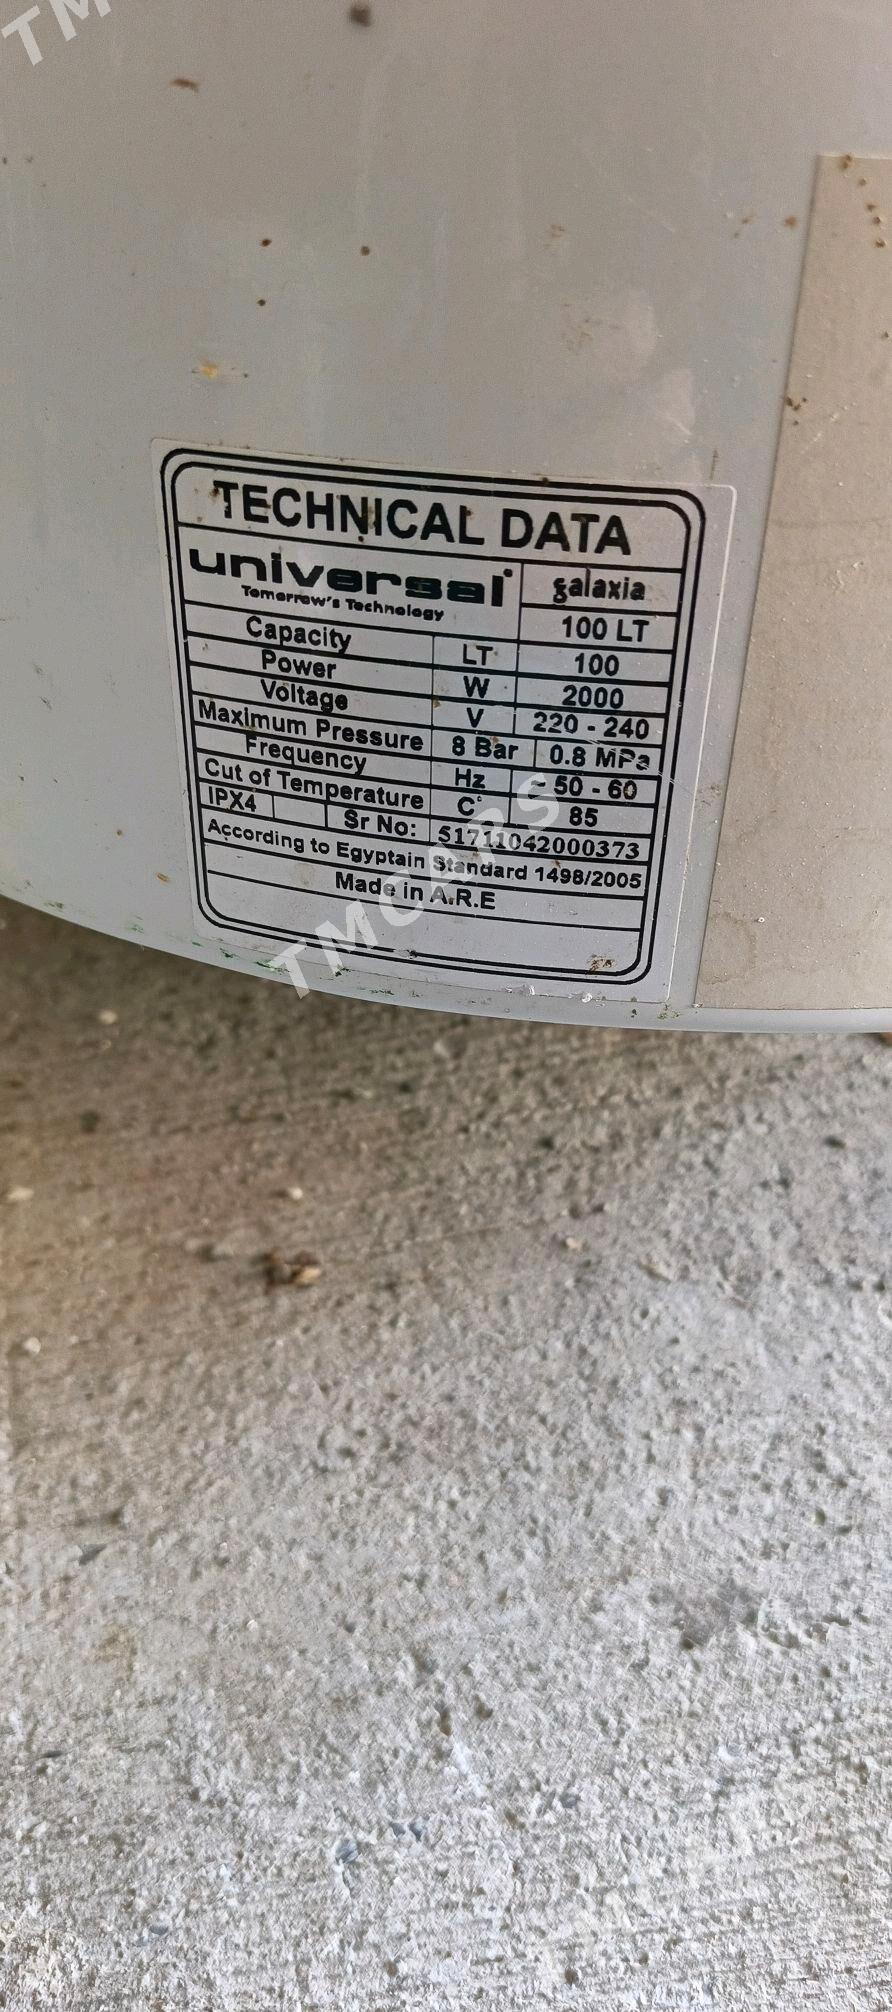 TM
TECHNICAL DATA
universal galaxia
Tomorrow's Technology 100 LT
Capacity LT 100
Power W 2000
Voltage V 220 - 240
Maximum Pressure 8 Bar 0.8 MPa
Frequency Hz ~ 50 - 60
Cut of Temperature C° 85
IPX4 Sr No: 51711042000373
According to Egyptain Standard 1498/2005
Made in A.R.E
TMCARS